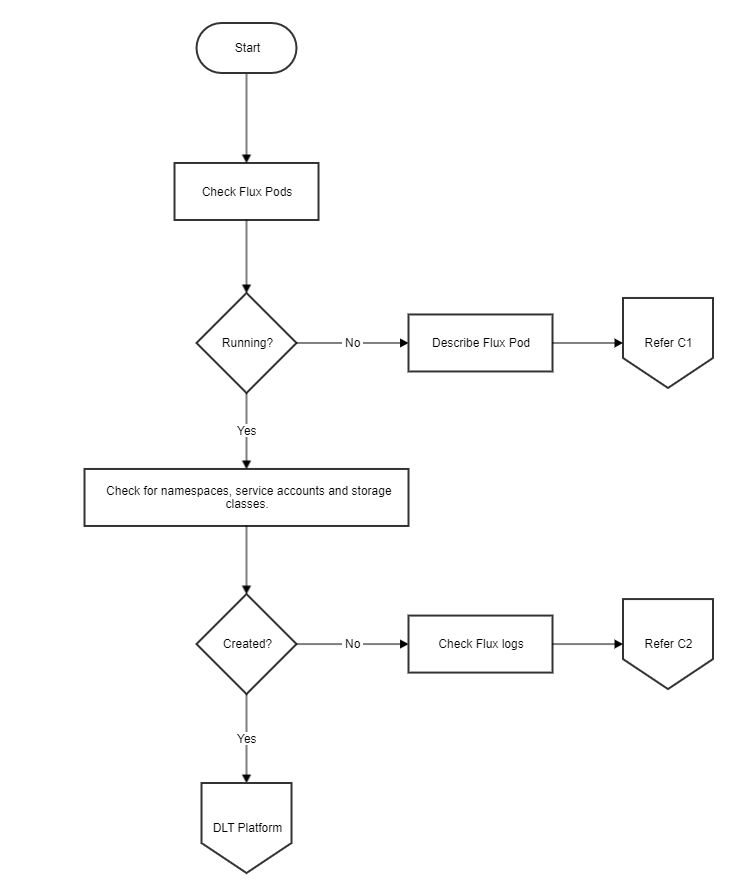 Start
Check Flux Pods
Running?
No
Describe Flux Pod
Refer C1
Yes
Check for namespaces, service accounts and storage
classes.
Created?
No
Check Flux logs
Refer C2
Yes
DLT Platform